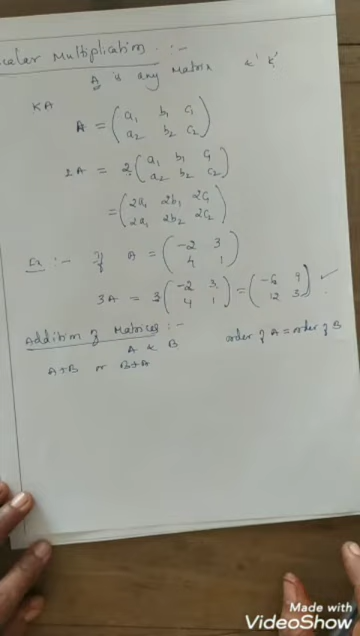 Scalar Multiplication :-
A is any Matrix 'k'
KA
A = ( a₁ b₁ c₁
a₂ b₂ c₂ )
2A = 2 ( a₁ b₁ c₁
a₂ b₂ c₂ )
= ( 2a₁ 2b₁ 2c₁
2a₂ 2b₂ 2c₂ )
Ex :- If A = ( -2 3
4 1 )
3A = 3 ( -2 3
4 1 ) = ( -6 9
12 3 )
Addition of Matrices :-
A & B order of A = order of B
A+B or B+A
Made with
VideoShow